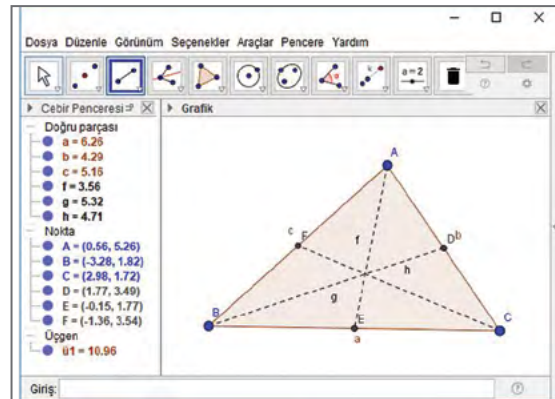 Dosya Düzenle Görünüm Seçenekler Araçlar Pencere Yardım
a=2
Cebir Penceresi
Grafik
Doğru parçası
a = 6.26
b = 4.29
c = 5.16
f = 3.56
g = 5.32
h = 4.71
Nokta
A = (0.56, 5.26)
B = (-3.28, 1.82)
C = (2.98, 1.72)
D = (1.77, 3.49)
E = (-0.15, 1.77)
F = (-1.36, 3.54)
Üçgen
ü1 = 10.96
A
c F
f
D b
h
g
B
E
C
a
Giriş: